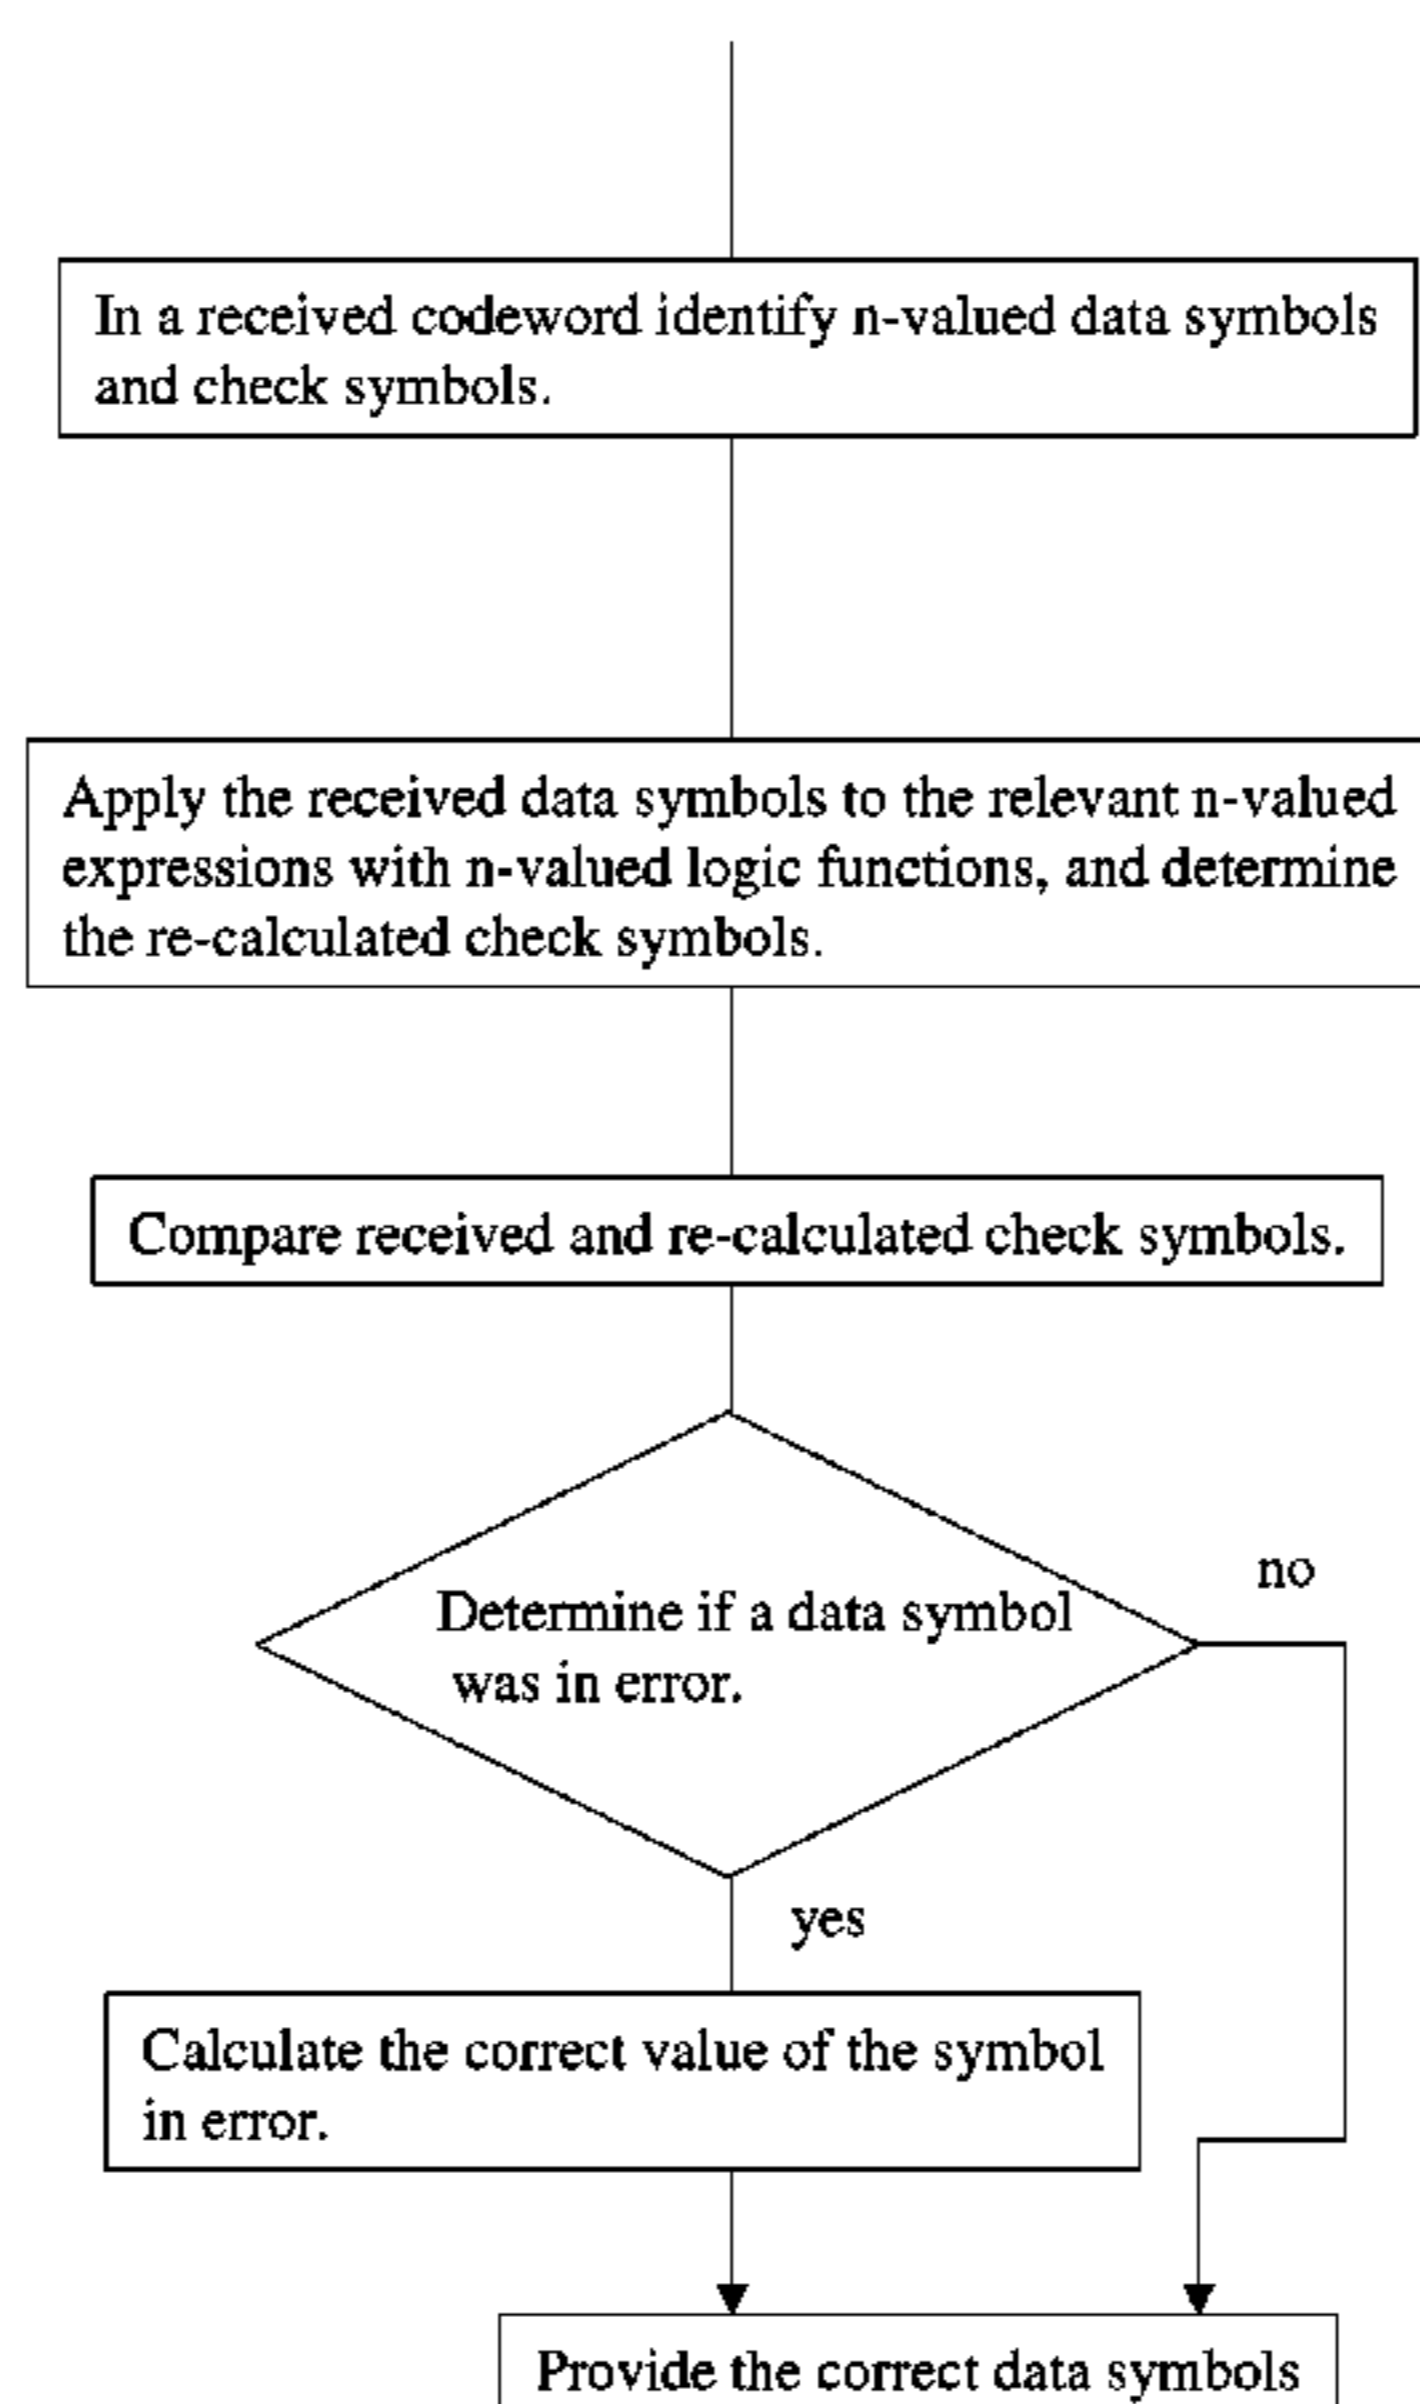 In a received codeword identify n-valued data symbols
and check symbols.
Apply the received data symbols to the relevant n-valued
expressions with n-valued logic functions, and determine
the re-calculated check symbols.
Compare received and re-calculated check symbols.
no
Determine if a data symbol
was in error.
yes
Calculate the correct value of the symbol
in error.
Provide the correct data symbols